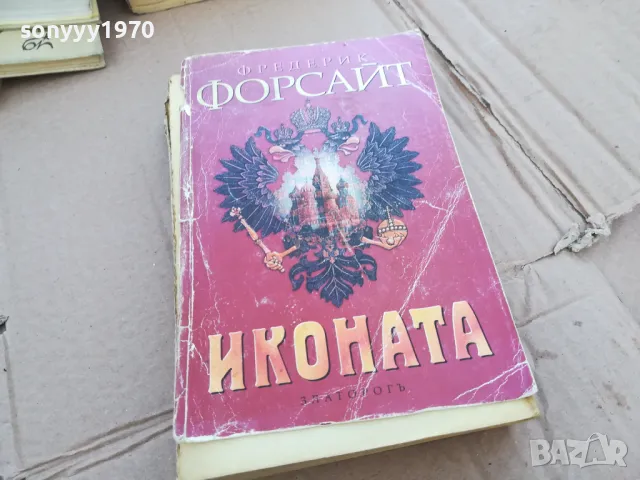 sonyyy1970
ФРЕДЕРИК
ФОРСАЙТ
ИКОНАТА
ЗЛАТОРОГЪ
BAZAR